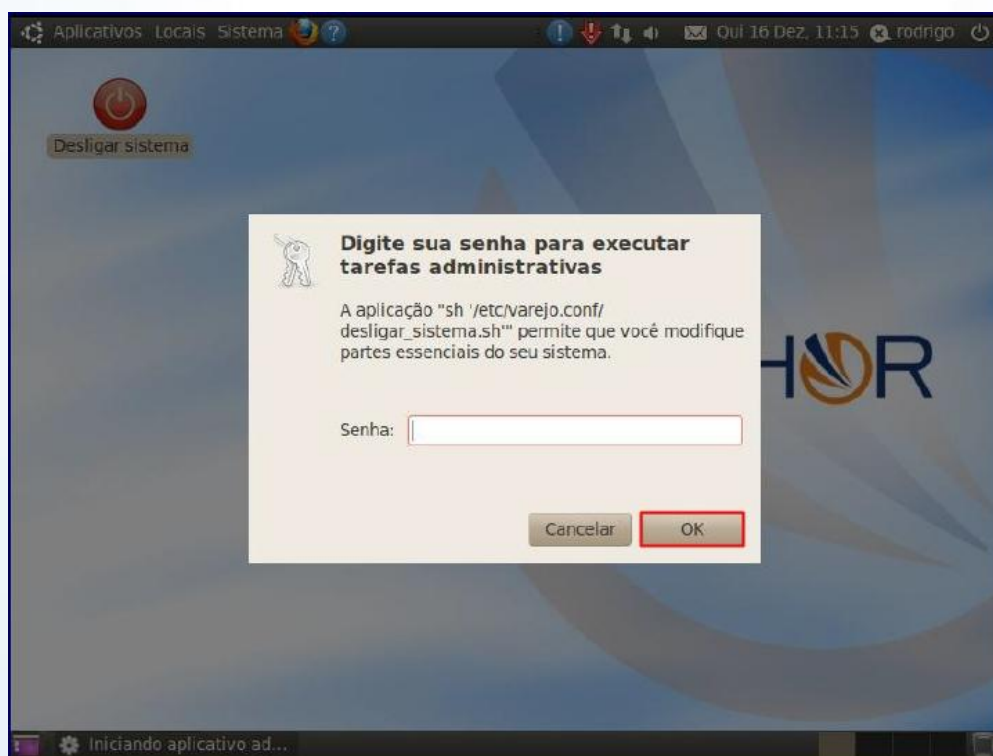 Aplicativos Locais Sistema Qui 16 Dez, 11:15 rodrigo
Desligar sistema
Digite sua senha para executar
tarefas administrativas
A aplicação "sh '/etc/varejo.conf/
desligar_sistema.sh'" permite que você modifique
partes essenciais do seu sistema.
HOR
Senha:
Cancelar OK
Iniciando aplicativo ad...